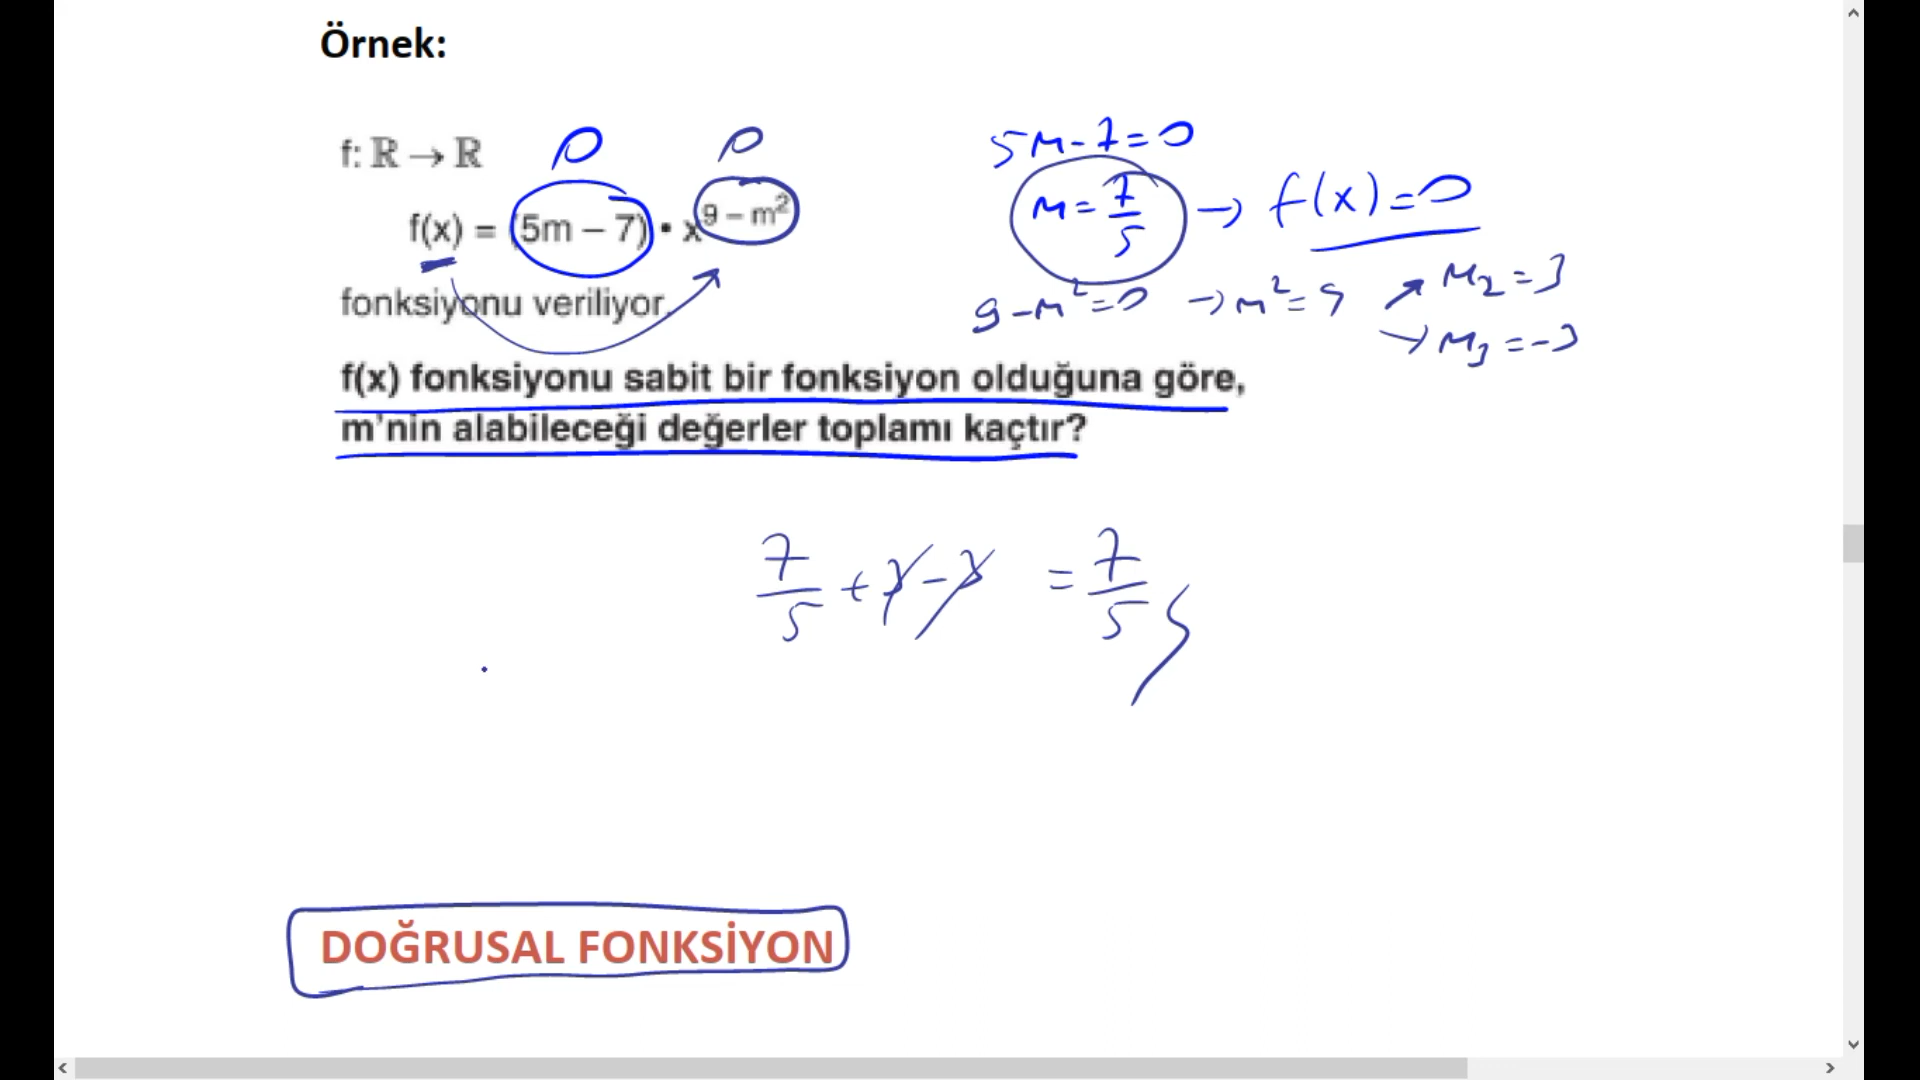 Örnek:
0 0
f: ℝ → ℝ
f(x) = (5m – 7) • x^(9 – m²)
fonksiyonu veriliyor.
f(x) fonksiyonu sabit bir fonksiyon olduğuna göre,
m'nin alabileceği değerler toplamı kaçtır?
5m-7=0
m=7/5 → f(x)=0
9-m²=0 → m²=9 → m₂=3
→ m₃=-3
7/5 + 3 - 3 = 7/5
DOĞRUSAL FONKSİYON